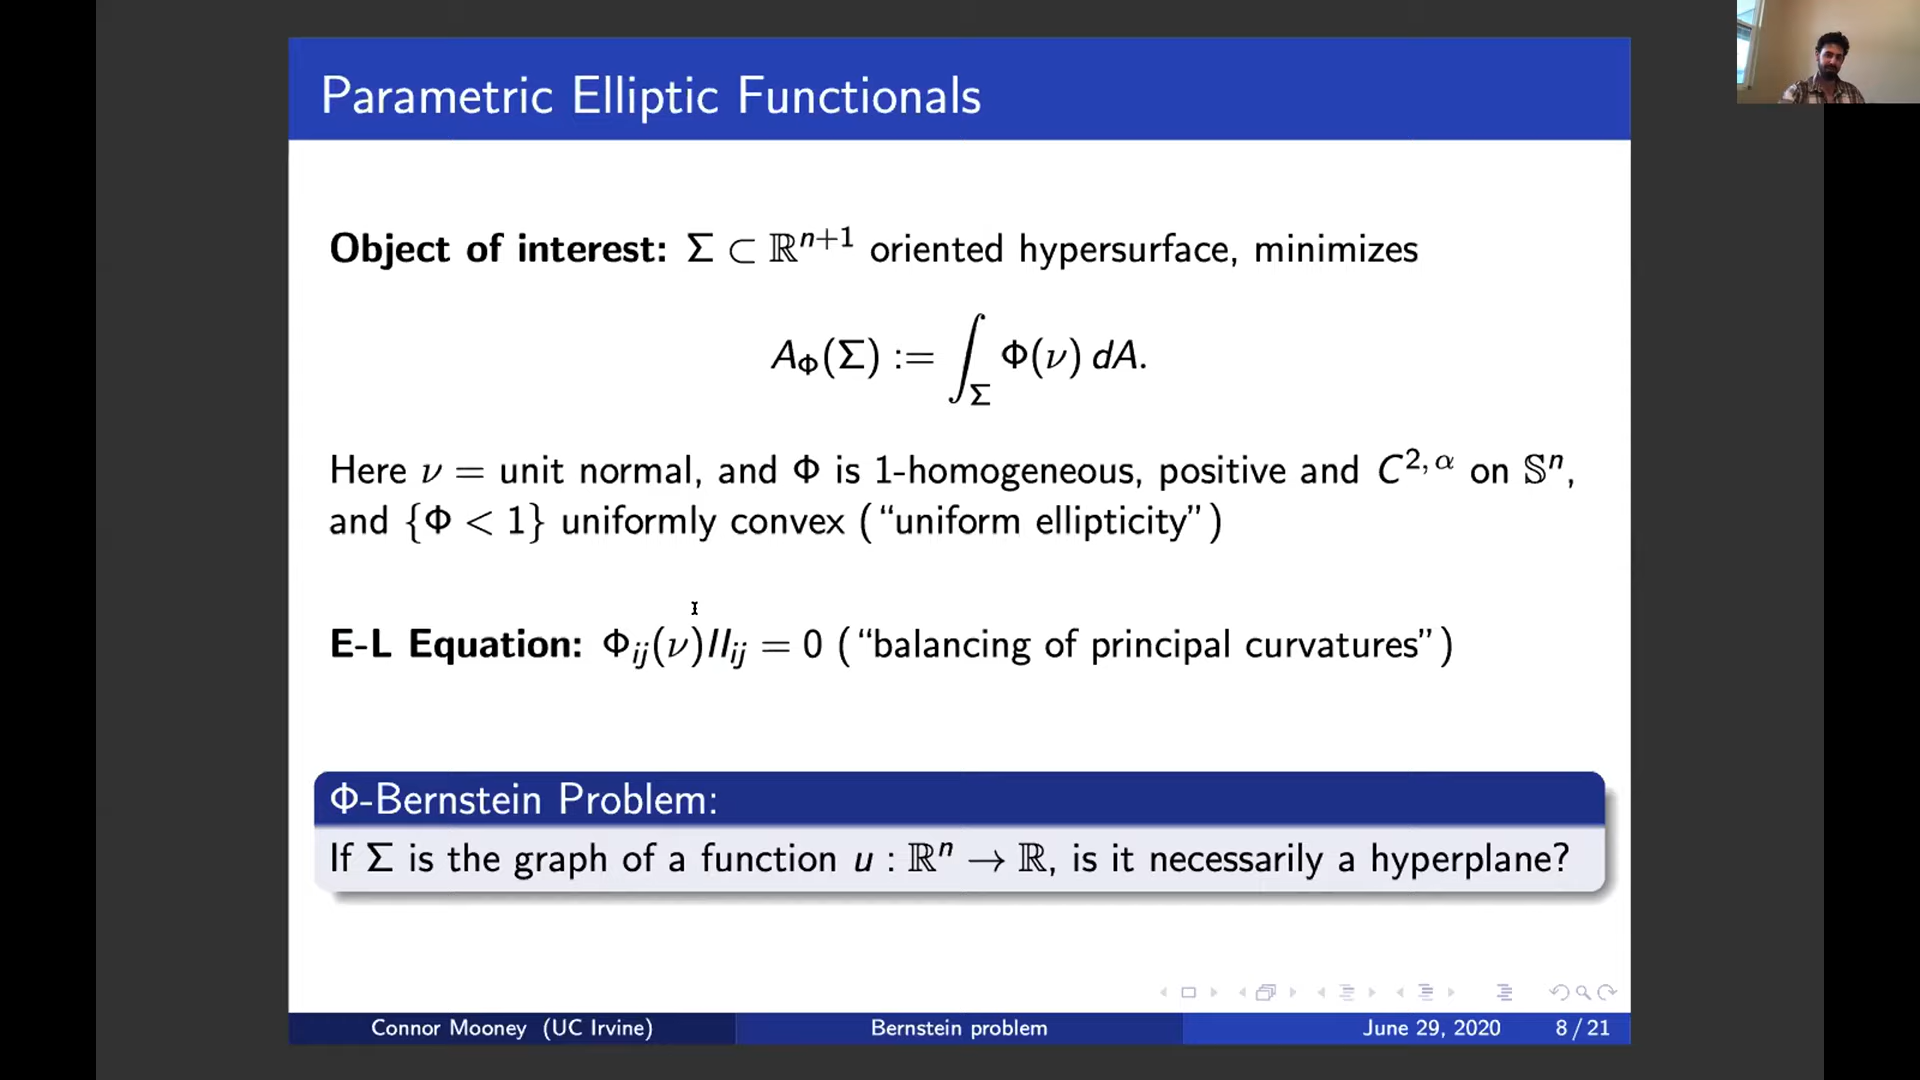 Parametric Elliptic Functionals
Object of interest: Σ ⊂ ℝⁿ⁺¹ oriented hypersurface, minimizes
A_Φ(Σ) := ∫_Σ Φ(ν) dA.
Here ν = unit normal, and Φ is 1-homogeneous, positive and C^{2, α} on 𝕊ⁿ,
and {Φ < 1} uniformly convex (“uniform ellipticity”)
E-L Equation: Φ_{ij}(ν)II_{ij} = 0 (“balancing of principal curvatures”)
Φ-Bernstein Problem:
If Σ is the graph of a function u : ℝⁿ → ℝ, is it necessarily a hyperplane?
Connor Mooney (UC Irvine) Bernstein problem June 29, 2020 8 / 21